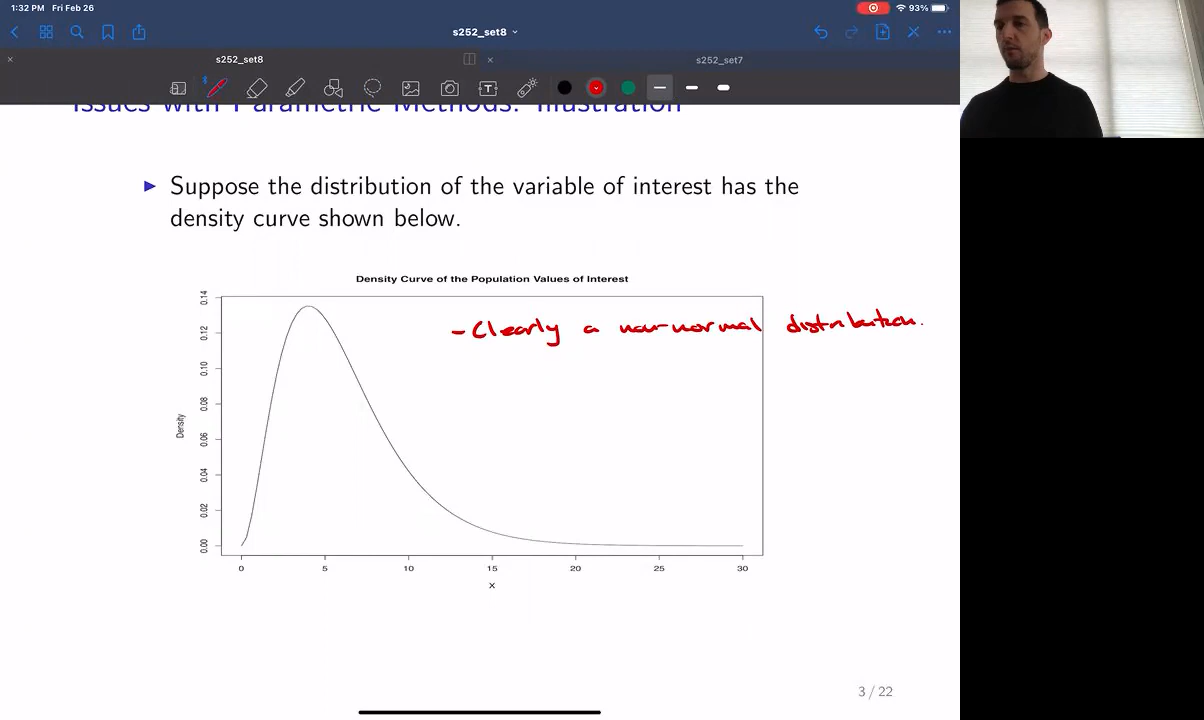 1:32 PM Fri Feb 26
93%
s252_set8
s252_set8
s252_set7
T
Issues with Parametric Methods: Illustration
Suppose the distribution of the variable of interest has the
density curve shown below.
Density Curve of the Population Values of Interest
- Clearly a non-normal distribution.
0.14
0.12
0.10
0.08
0.06
0.04
0.02
0.00
Density
0 5 10 15 20 25 30
x
3 / 22